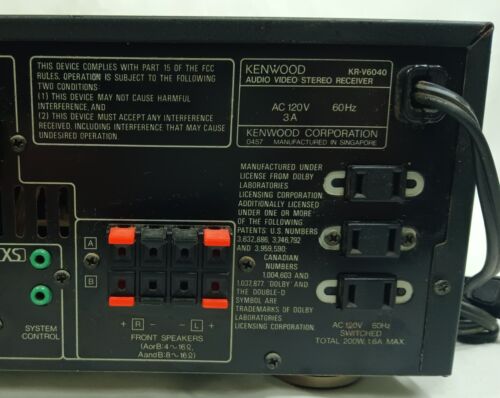 THIS DEVICE COMPLIES WITH PART 15 OF THE FCC
RULES, OPERATION IS SUBJECT TO THE FOLLOWING
TWO CONDITIONS:
(1) THIS DEVICE MAY NOT CAUSE HARMFUL
INTERFERENCE, AND
(2) THIS DEVICE MUST ACCEPT ANY INTERFERENCE
RECEIVED, INCLUDING INTERFERENCE THAT MAY CAUSE
UNDESIRED OPERATION.
KENWOOD KR-V6040
AUDIO VIDEO STEREO RECEIVER
AC 120V 60Hz
3A
KENWOOD CORPORATION
0457 MANUFACTURED IN SINGAPORE
MANUFACTURED UNDER
LICENSE FROM DOLBY
LABORATORIES
LICENSING CORPORATION.
ADDITIONALLY LICENSED
UNDER ONE OR MORE
OF THE FOLLOWING
PATENTS: U.S. NUMBERS
3,632,886, 3,746,792
AND 3,959,590;
CANADIAN
NUMBERS
1,004,603 AND
1,037,877. 'DOLBY' AND
THE DOUBLE-D
SYMBOL ARE
TRADEMARKS OF DOLBY
LABORATORIES
LICENSING CORPORATION.
A
B
+ R - - L +
FRONT SPEAKERS
(AorB:4~16Ω)
AandB:8~16Ω)
SYSTEM
CONTROL
AC 120V 60Hz
SWITCHED
TOTAL 200W, 1.6A MAX.